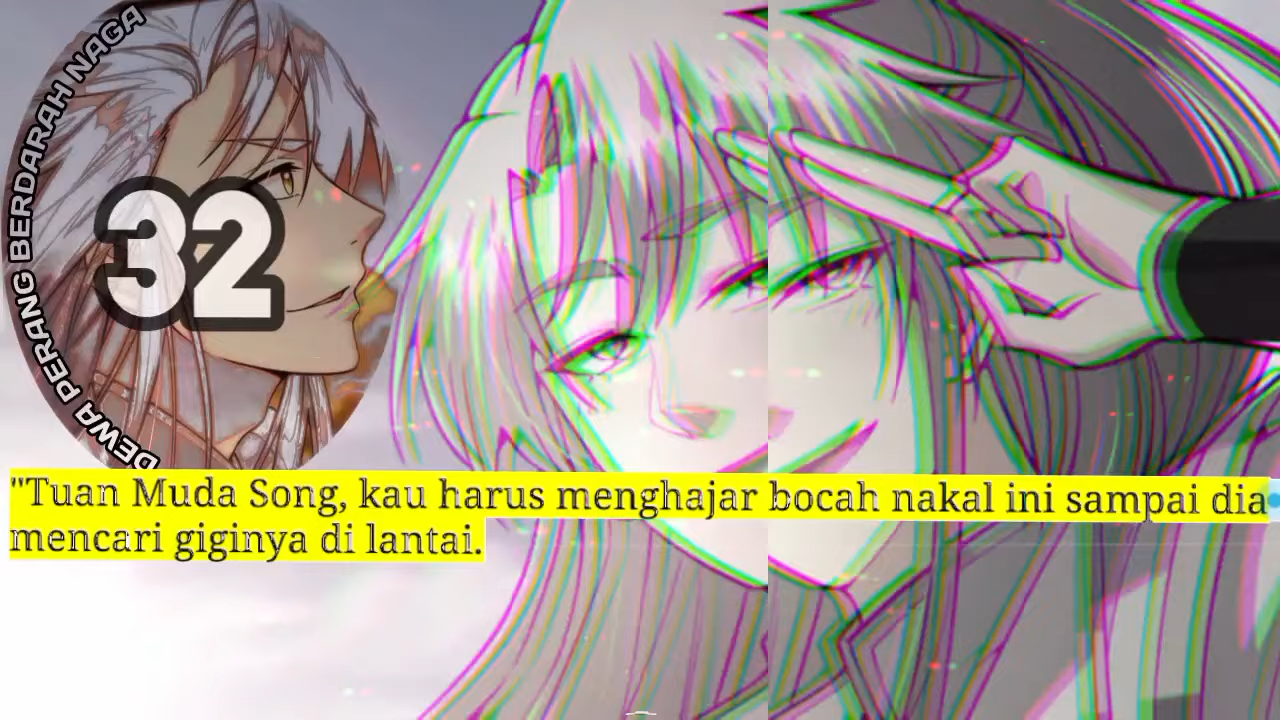 DEWA PERANG BERDARAH NAGA
32
"Tuan Muda Song, kau harus menghajar bocah nakal ini sampai dia
mencari giginya di lantai.